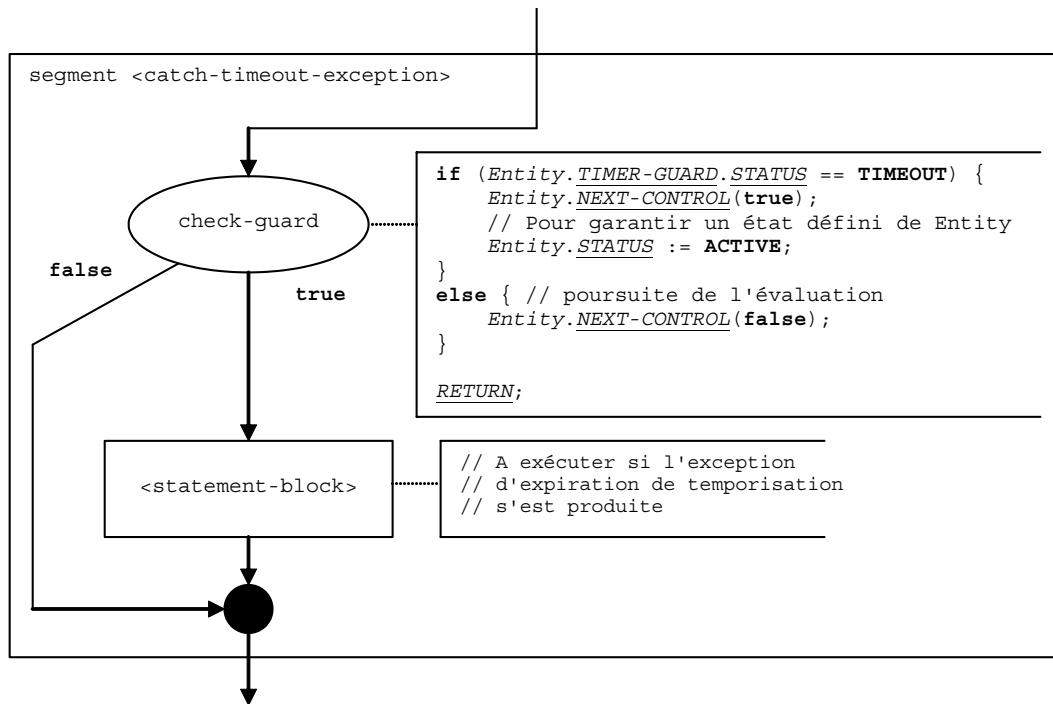 segment <catch-timeout-exception>
if (Entity.TIMER-GUARD.STATUS == TIMEOUT) {
Entity.NEXT-CONTROL(true);
// Pour garantir un état défini de Entity
Entity.STATUS := ACTIVE;
}
else { // poursuite de l'évaluation
Entity.NEXT-CONTROL(false);
}
RETURN;
check-guard
false
true
<statement-block>
// A exécuter si l'exception
// d'expiration de temporisation
// s'est produite